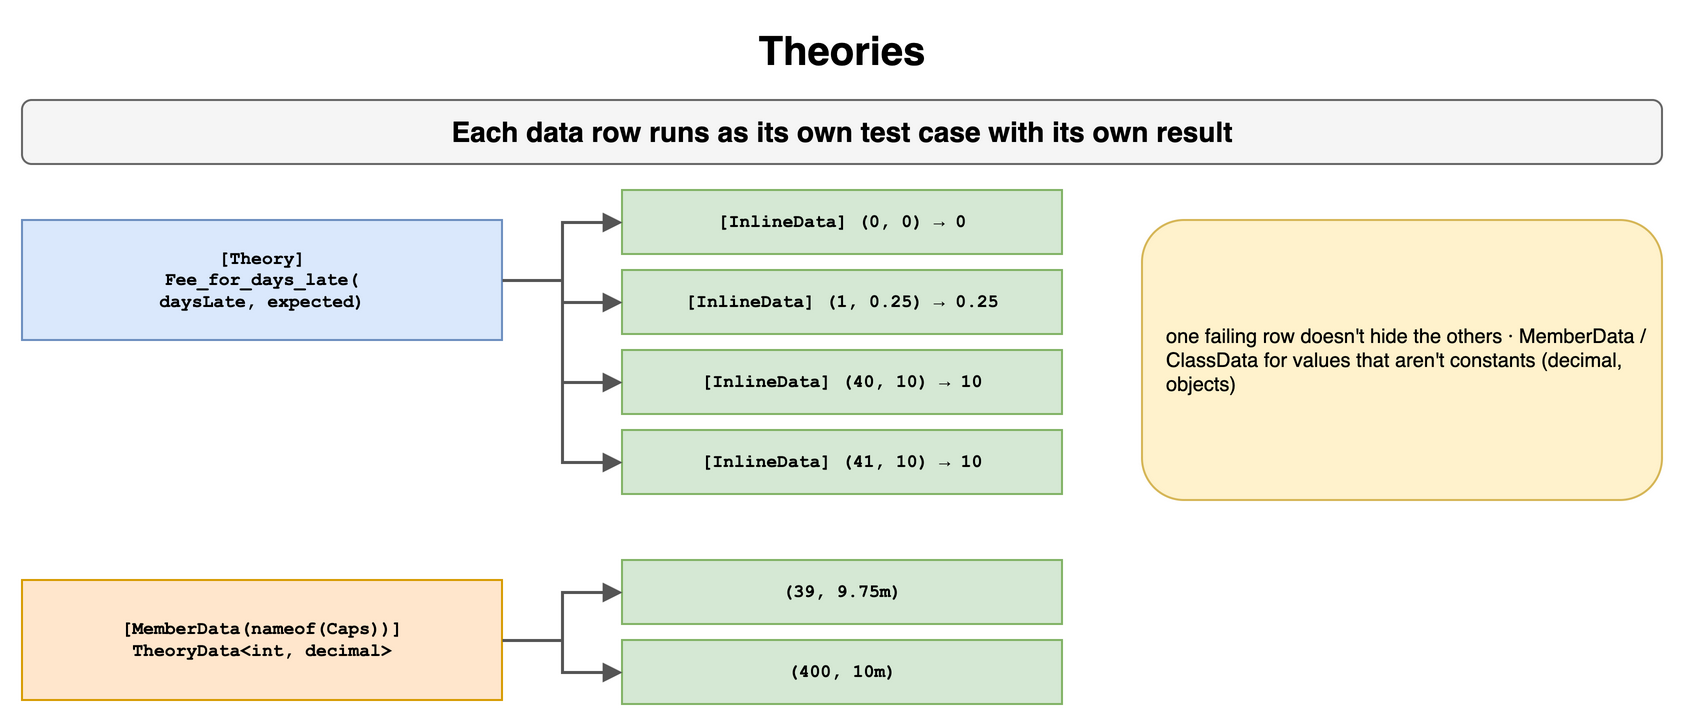 Theories
Each data row runs as its own test case with its own result
[Theory]
Fee_for_days_late(
daysLate, expected)
[InlineData] (0, 0) → 0
[InlineData] (1, 0.25) → 0.25
[InlineData] (40, 10) → 10
[InlineData] (41, 10) → 10
one failing row doesn't hide the others · MemberData /
ClassData for values that aren't constants (decimal,
objects)
[MemberData(nameof(Caps))]
TheoryData<int, decimal>
(39, 9.75m)
(400, 10m)